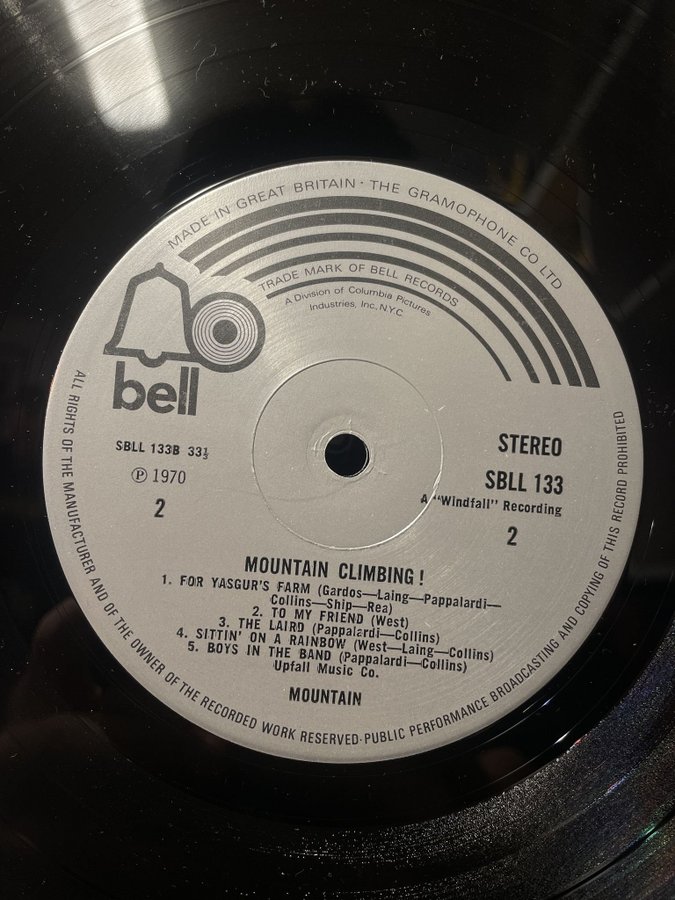 MADE IN GREAT BRITAIN · THE GRAMOPHONE CO LTD
TRADE MARK OF BELL RECORDS
A Division of Columbia Pictures
Industries, Inc, N.Y.C.
bell
SBLL 133B 33⅓
℗ 1970
2
STEREO
SBLL 133
A "Windfall" Recording
2
MOUNTAIN CLIMBING!
1. FOR YASGUR'S FARM (Gardos—Laing—Pappalardi—
Collins—Ship—Rea)
2. TO MY FRIEND (West)
3. THE LAIRD (Pappalardi—Collins)
4. SITTIN' ON A RAINBOW (West—Laing—Collins)
5. BOYS IN THE BAND (Pappalardi—Collins)
Upfall Music Co.
MOUNTAIN
ALL RIGHTS OF THE MANUFACTURER AND OF THE OWNER OF THE RECORDED WORK RESERVED·PUBLIC PERFORMANCE BROADCASTING AND COPYING OF THIS RECORD PROHIBITED